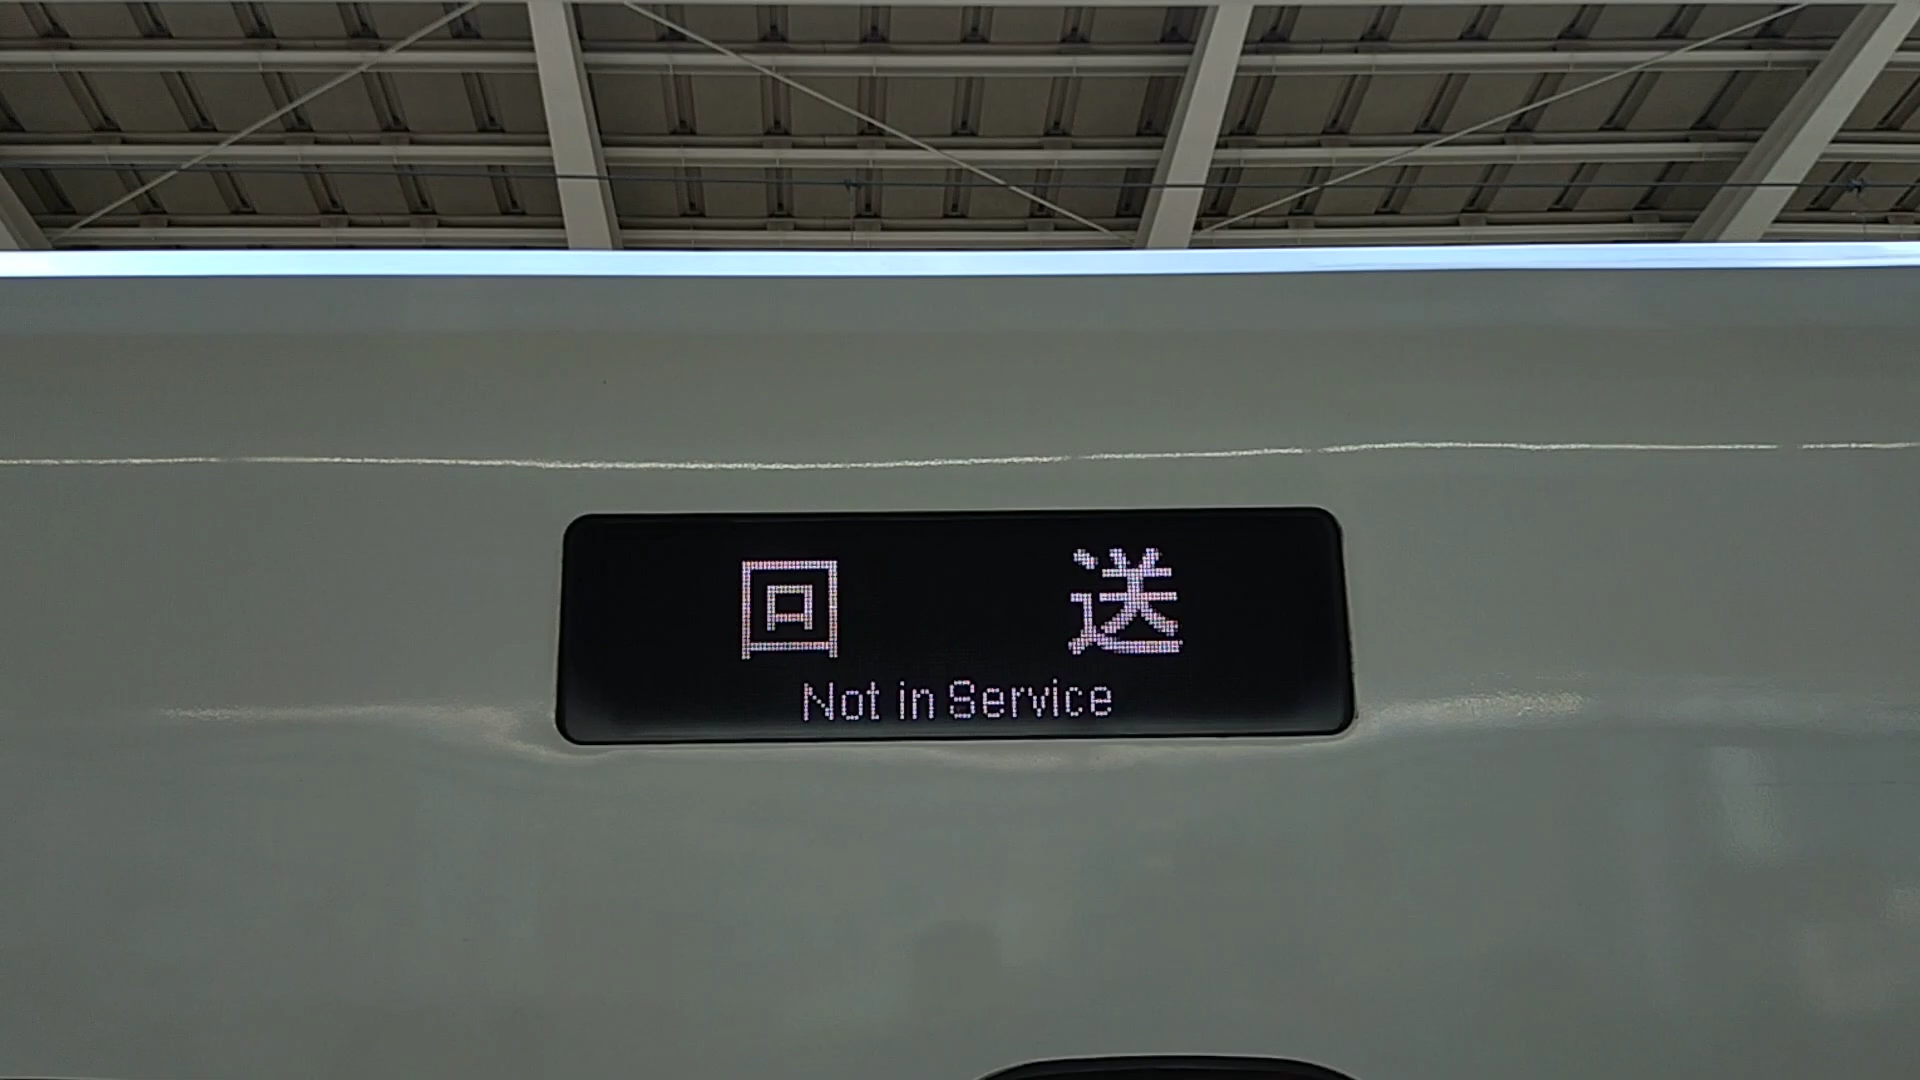 回 送
Not in Service